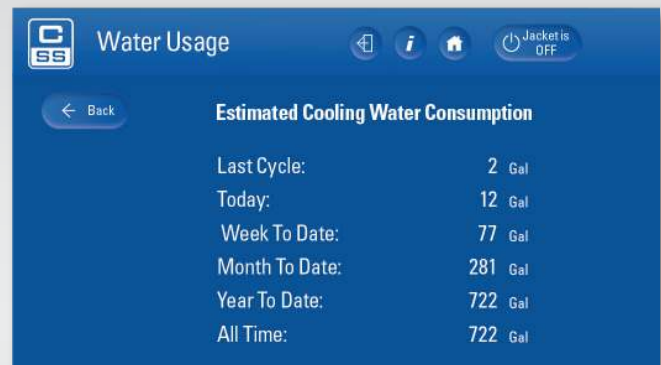 C
SS
Water Usage
i
Jacket is
OFF
← Back
Estimated Cooling Water Consumption
Last Cycle: 2 Gal
Today: 12 Gal
Week To Date: 77 Gal
Month To Date: 281 Gal
Year To Date: 722 Gal
All Time: 722 Gal